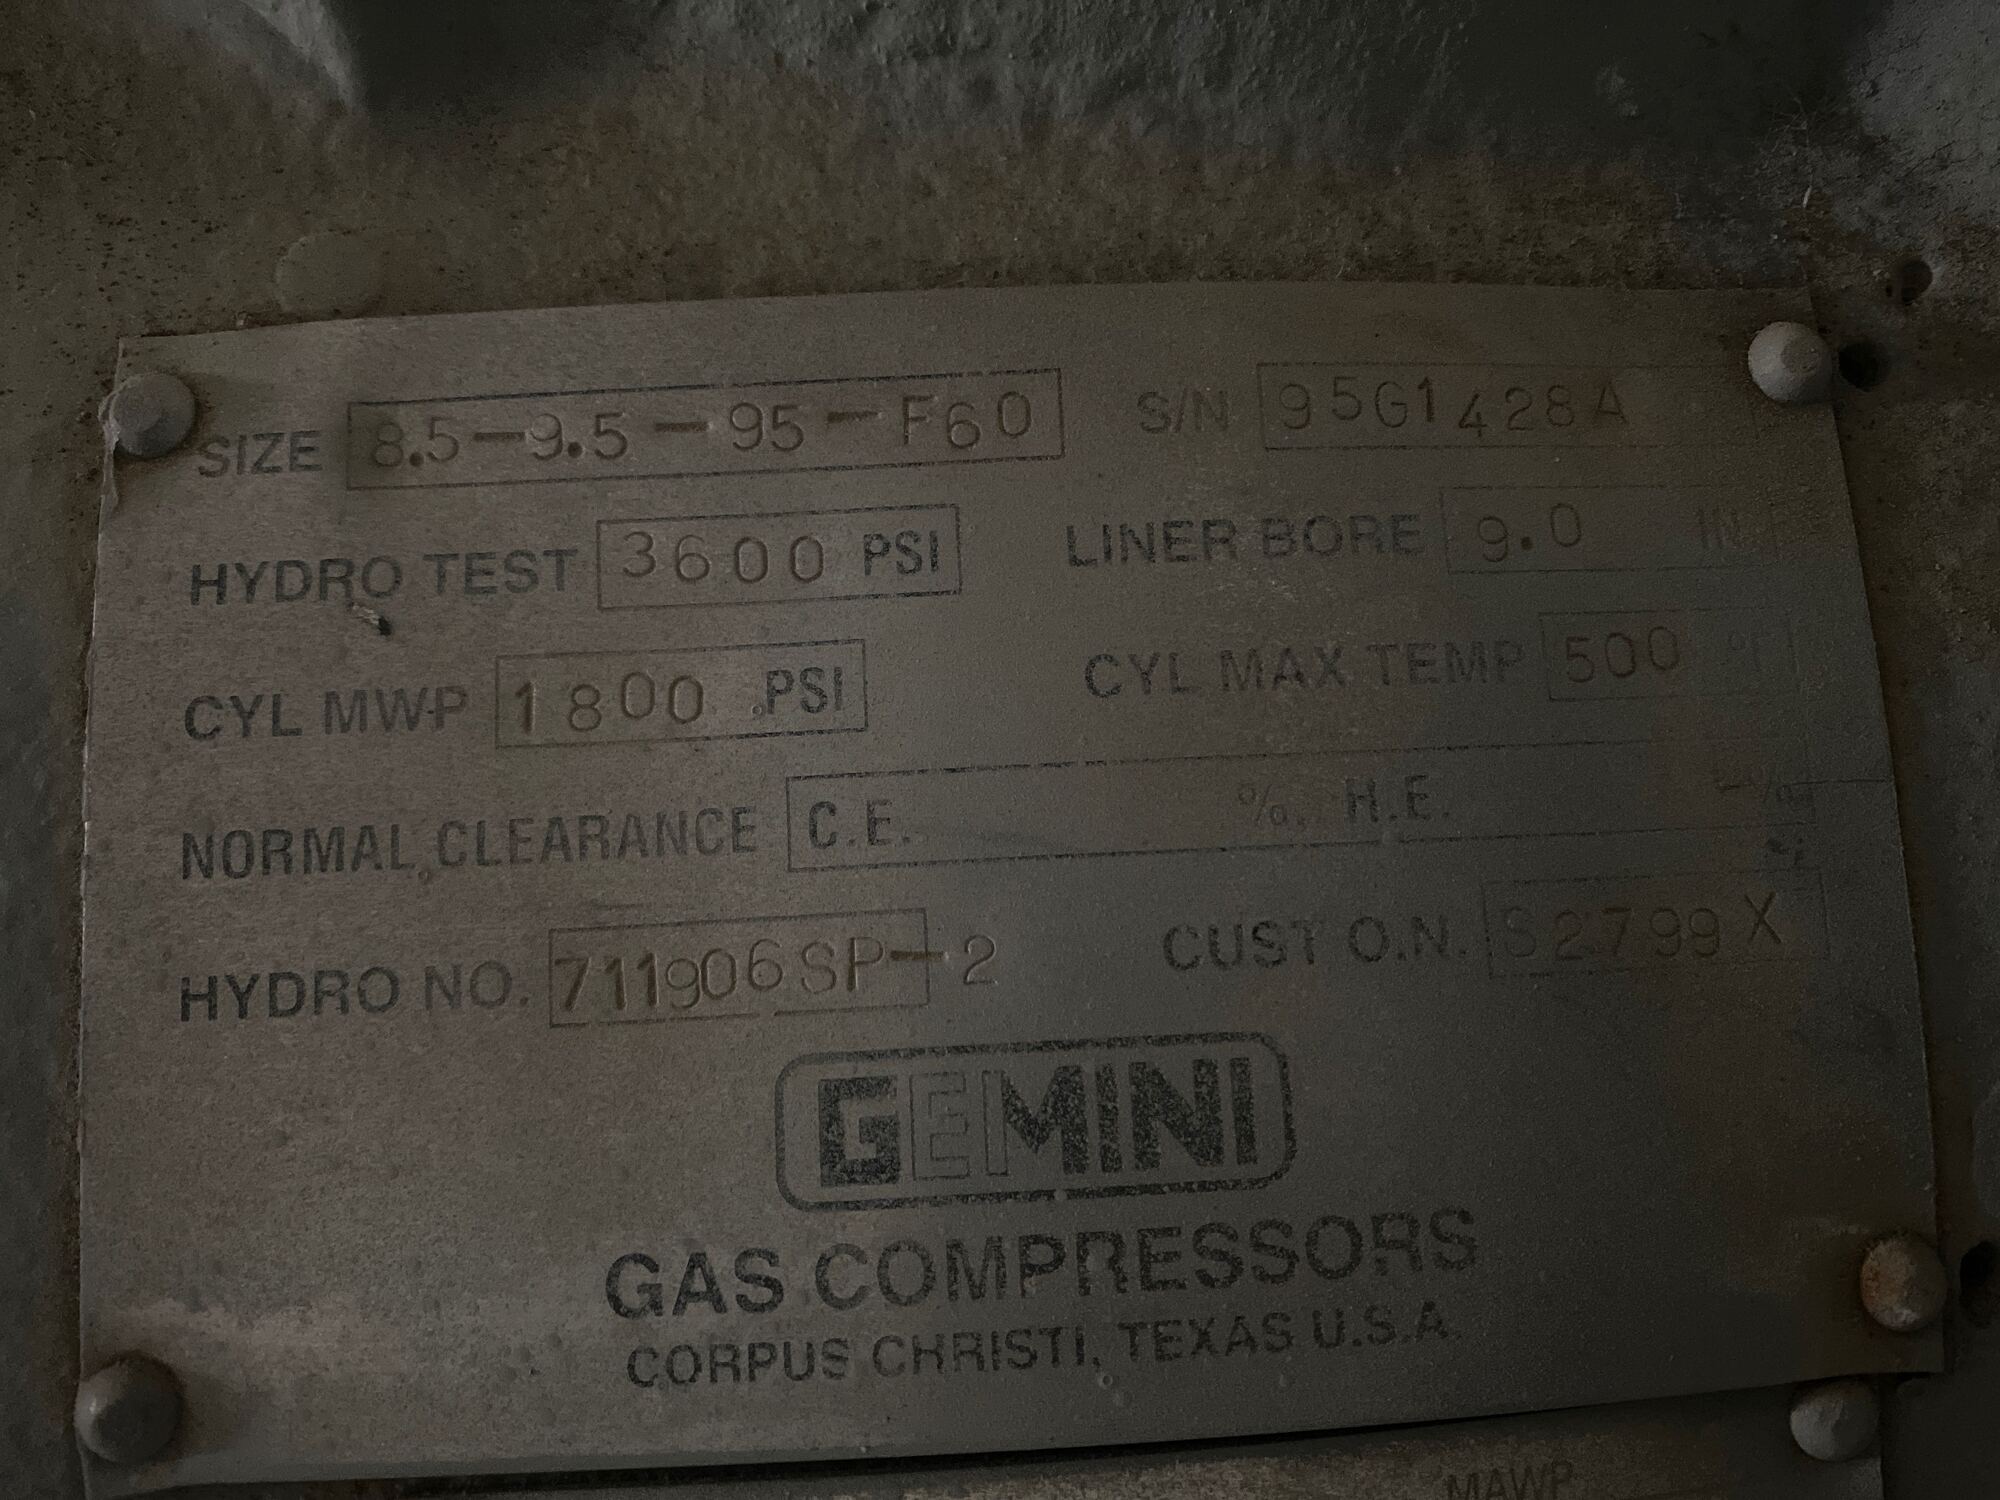 SIZE 8.5-9.5-95-F60 S/N 95G1428A
HYDRO TEST 3600 PSI LINER BORE 9.0 IN
CYL MWP 1800 PSI CYL MAX TEMP 500 °F
NORMAL CLEARANCE C.E. % H.E. %
HYDRO NO. 711906SP-2 CUST O.N. S2799X
GEMINI
GAS COMPRESSORS
CORPUS CHRISTI, TEXAS U.S.A.
MAWP